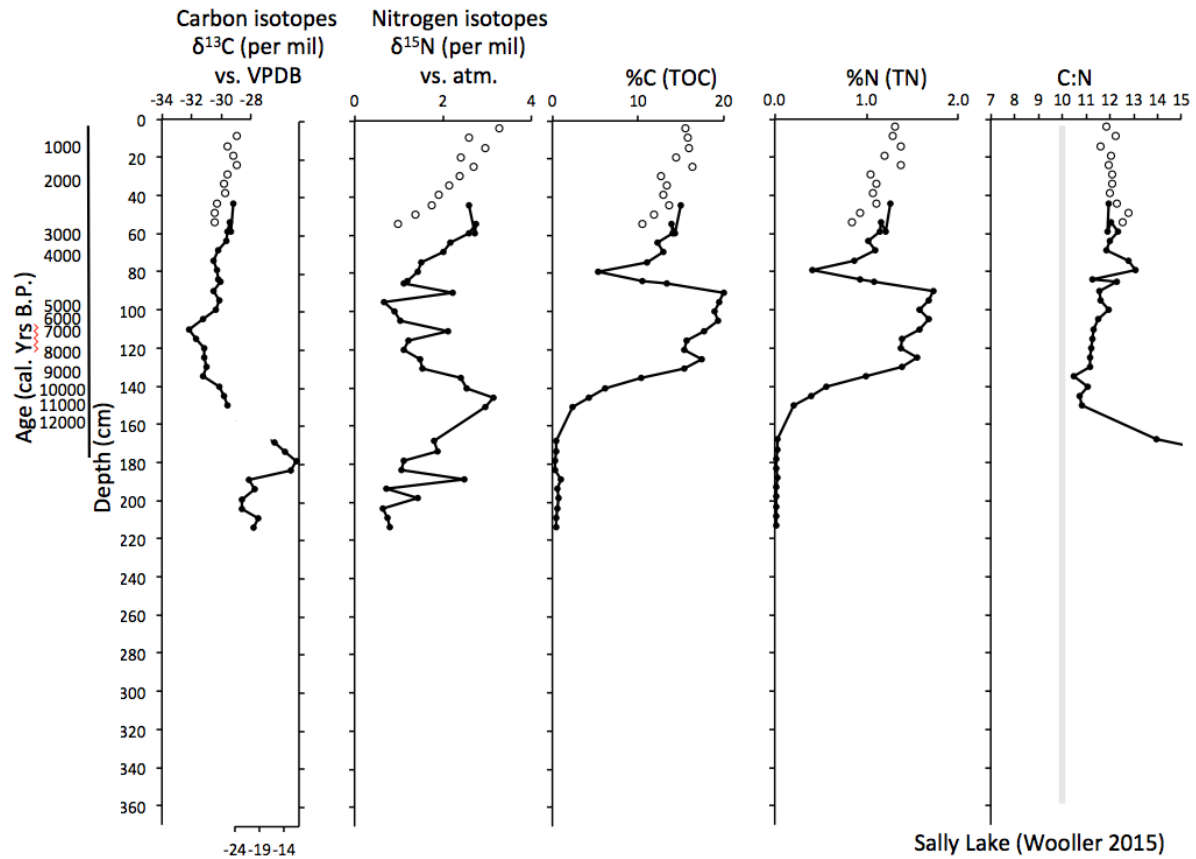 Carbon isotopes
δ13C (per mil)
vs. VPDB
Nitrogen isotopes
δ15N (per mil)
vs. atm.
%C (TOC)
%N (TN)
C:N
-34 -32 -30 -28
0 2 4
0 10 20
0.0 1.0 2.0
7 8 9 10 11 12 13 14 15
Age (cal. Yrs B.P.)
1000
2000
3000
4000
5000
6000
7000
8000
9000
10000
11000
12000
Depth (cm)
0
20
40
60
80
100
120
140
160
180
200
220
240
260
280
300
320
340
360
-24 -19 -14
Sally Lake (Wooller 2015)